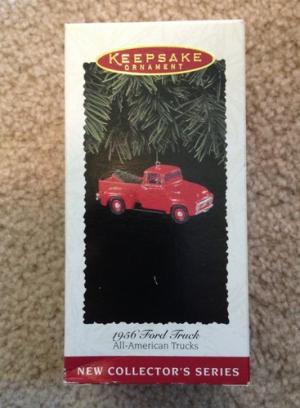 KEEPSAKE
ORNAMENT
1956 Ford Truck
All-American Trucks
NEW COLLECTOR'S SERIES